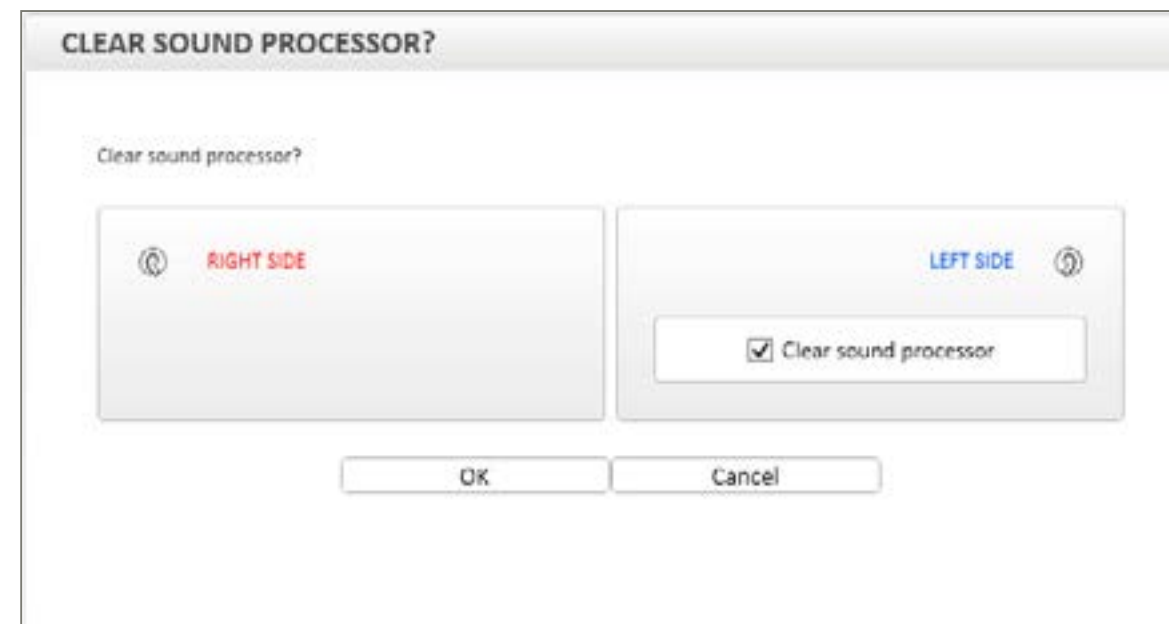 CLEAR SOUND PROCESSOR?
Clear sound processor?
RIGHT SIDE
LEFT SIDE
Clear sound processor
OK
Cancel